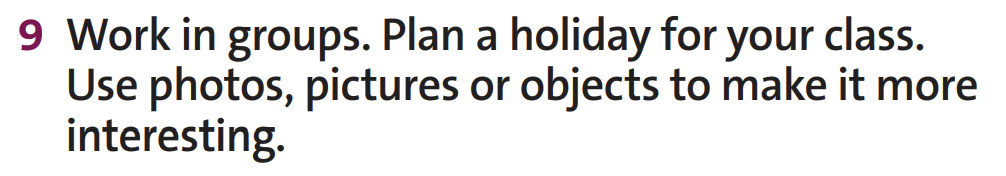 9 Work in groups. Plan a holiday for your class.
Use photos, pictures or objects to make it more
interesting.